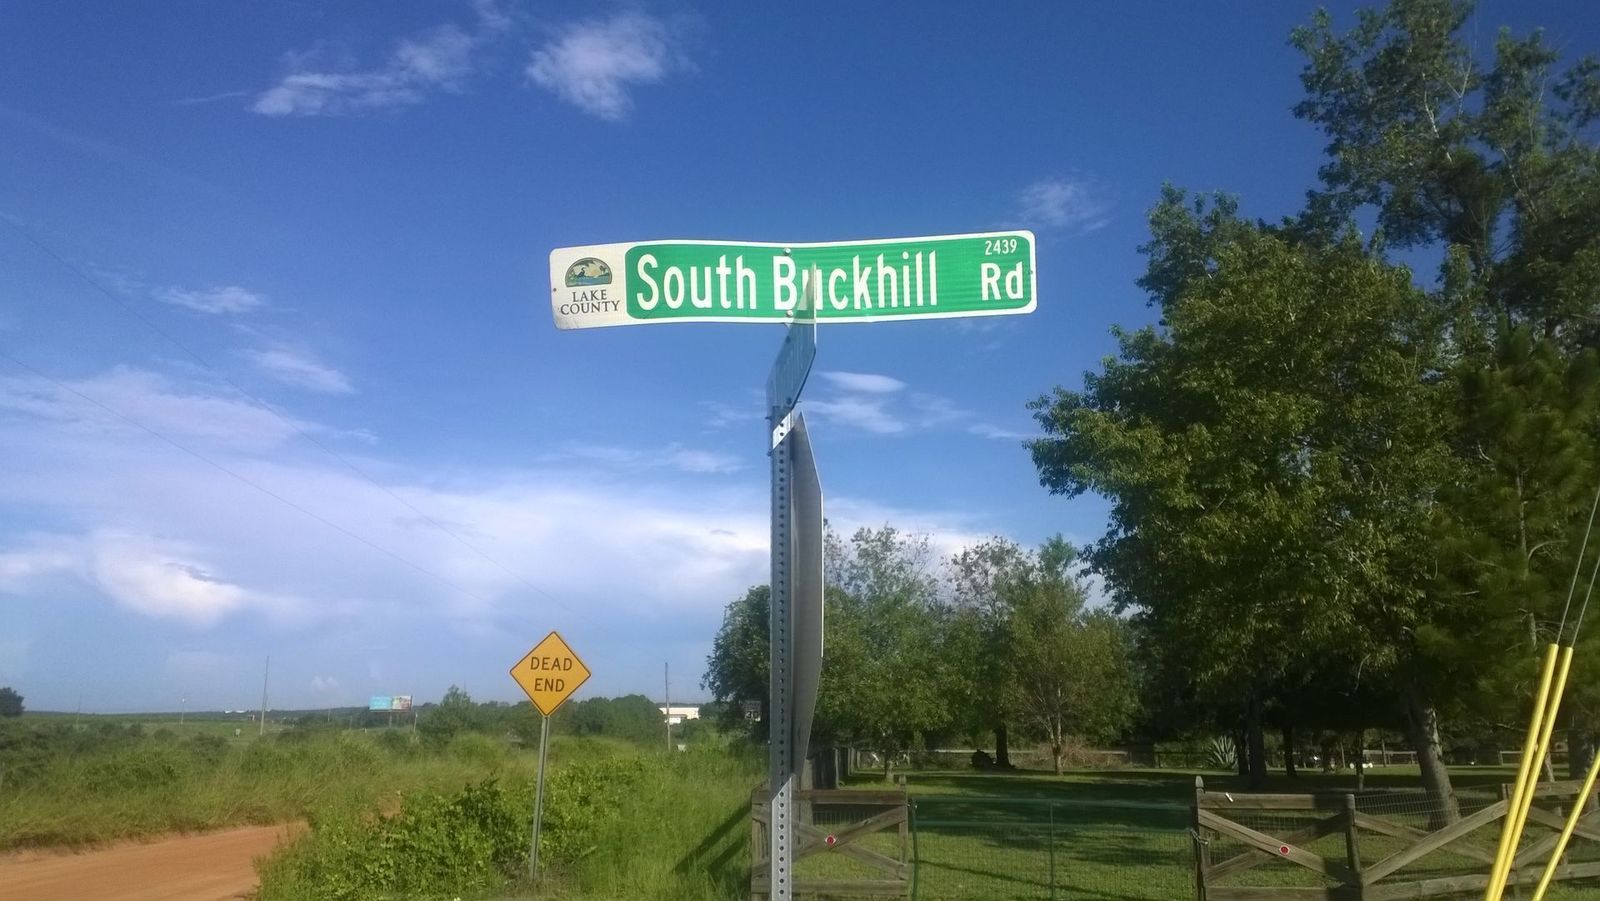 2439
LAKE
COUNTY
South Buckhill Rd
DEAD
END